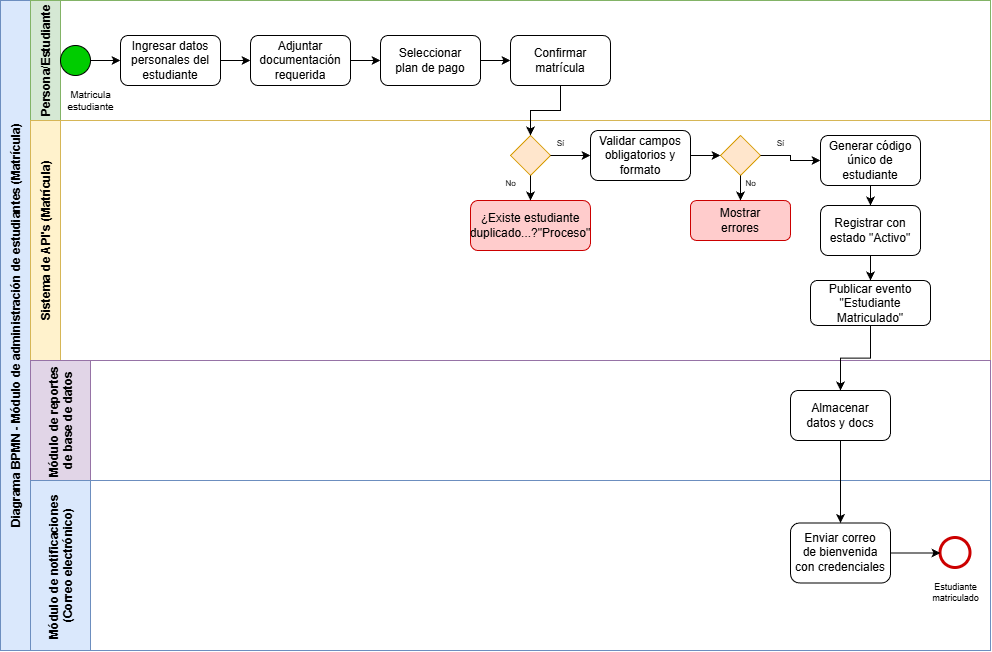 Diagrama BPMN - Módulo de administración de estudiantes (Matrícula)
Persona/Estudiante
Matricula
estudiante
Ingresar datos
personales del
estudiante
Adjuntar
documentación
requerida
Seleccionar
plan de pago
Confirmar
matrícula
Sistema de API's (Matrícula)
Sí
No
¿Existe estudiante
duplicado...?"Proceso"
Validar campos
obligatorios y
formato
Sí
No
Mostrar
errores
Generar código
único de
estudiante
Registrar con
estado "Activo"
Publicar evento
"Estudiante
Matriculado"
Módulo de reportes
de base de datos
Almacenar
datos y docs
Módulo de notificaciones
(Correo electrónico)
Enviar correo
de bienvenida
con credenciales
Estudiante
matriculado